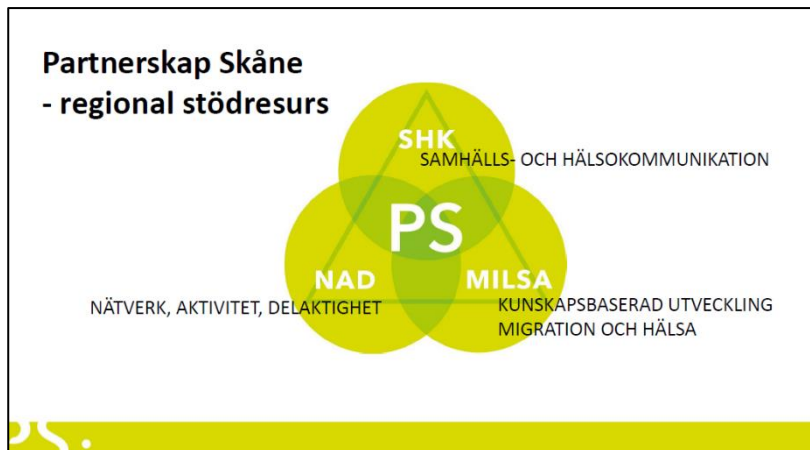 Partnerskap Skåne
- regional stödresurs
SHK
SAMHÄLLS- OCH HÄLSOKOMMUNIKATION
PS
NAD
MILSA
NÄTVERK, AKTIVITET, DELAKTIGHET
KUNSKAPSBASERAD UTVECKLING
MIGRATION OCH HÄLSA
PS.